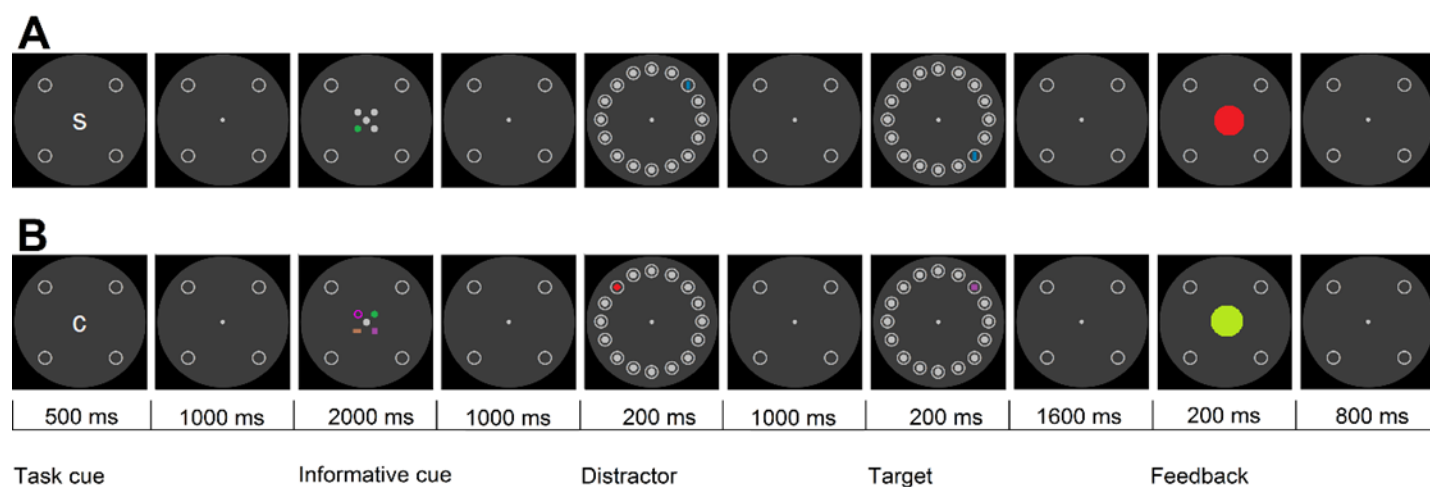 A
S
B
C
500 ms 1000 ms 2000 ms 1000 ms 200 ms 1000 ms 200 ms 1600 ms 200 ms 800 ms
Task cue Informative cue Distractor Target Feedback